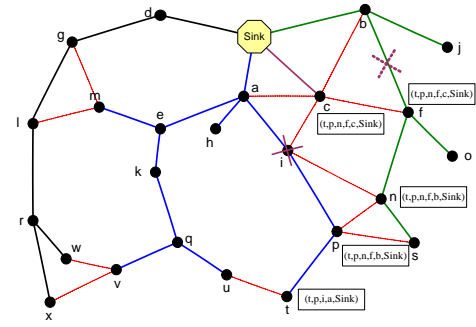 d
Sink
b
g
j
(t,p,n,f,c,Sink)
a
m
c
f
l
e
(t,p,n,f,c,Sink)
h
o
i
k
n
(t,p,n,f,b,Sink)
r
q
p
w
(t,p,n,f,b,Sink)
s
v
u
x
t
(t,p,i,a,Sink)